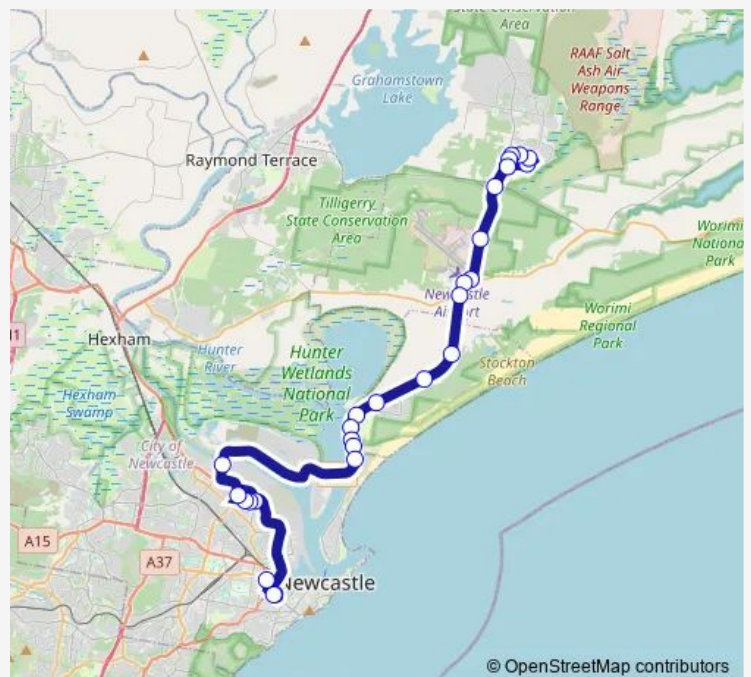 State Conservation
Area
RAAF Salt
Ash Air
Weapons
Range
Grahamstown
Lake
Raymond Terrace
Tilligerry
State Conservation
Area
Worimi
National
Park
Newcastle
Airport
Worimi
Regional
Park
Hexham
Hunter
River
Hunter
Wetlands
National
Park
Stockton
Beach
Hexham
Swamp
City of
Newcastle
A15
A37
Newcastle
© OpenStreetMap contributors